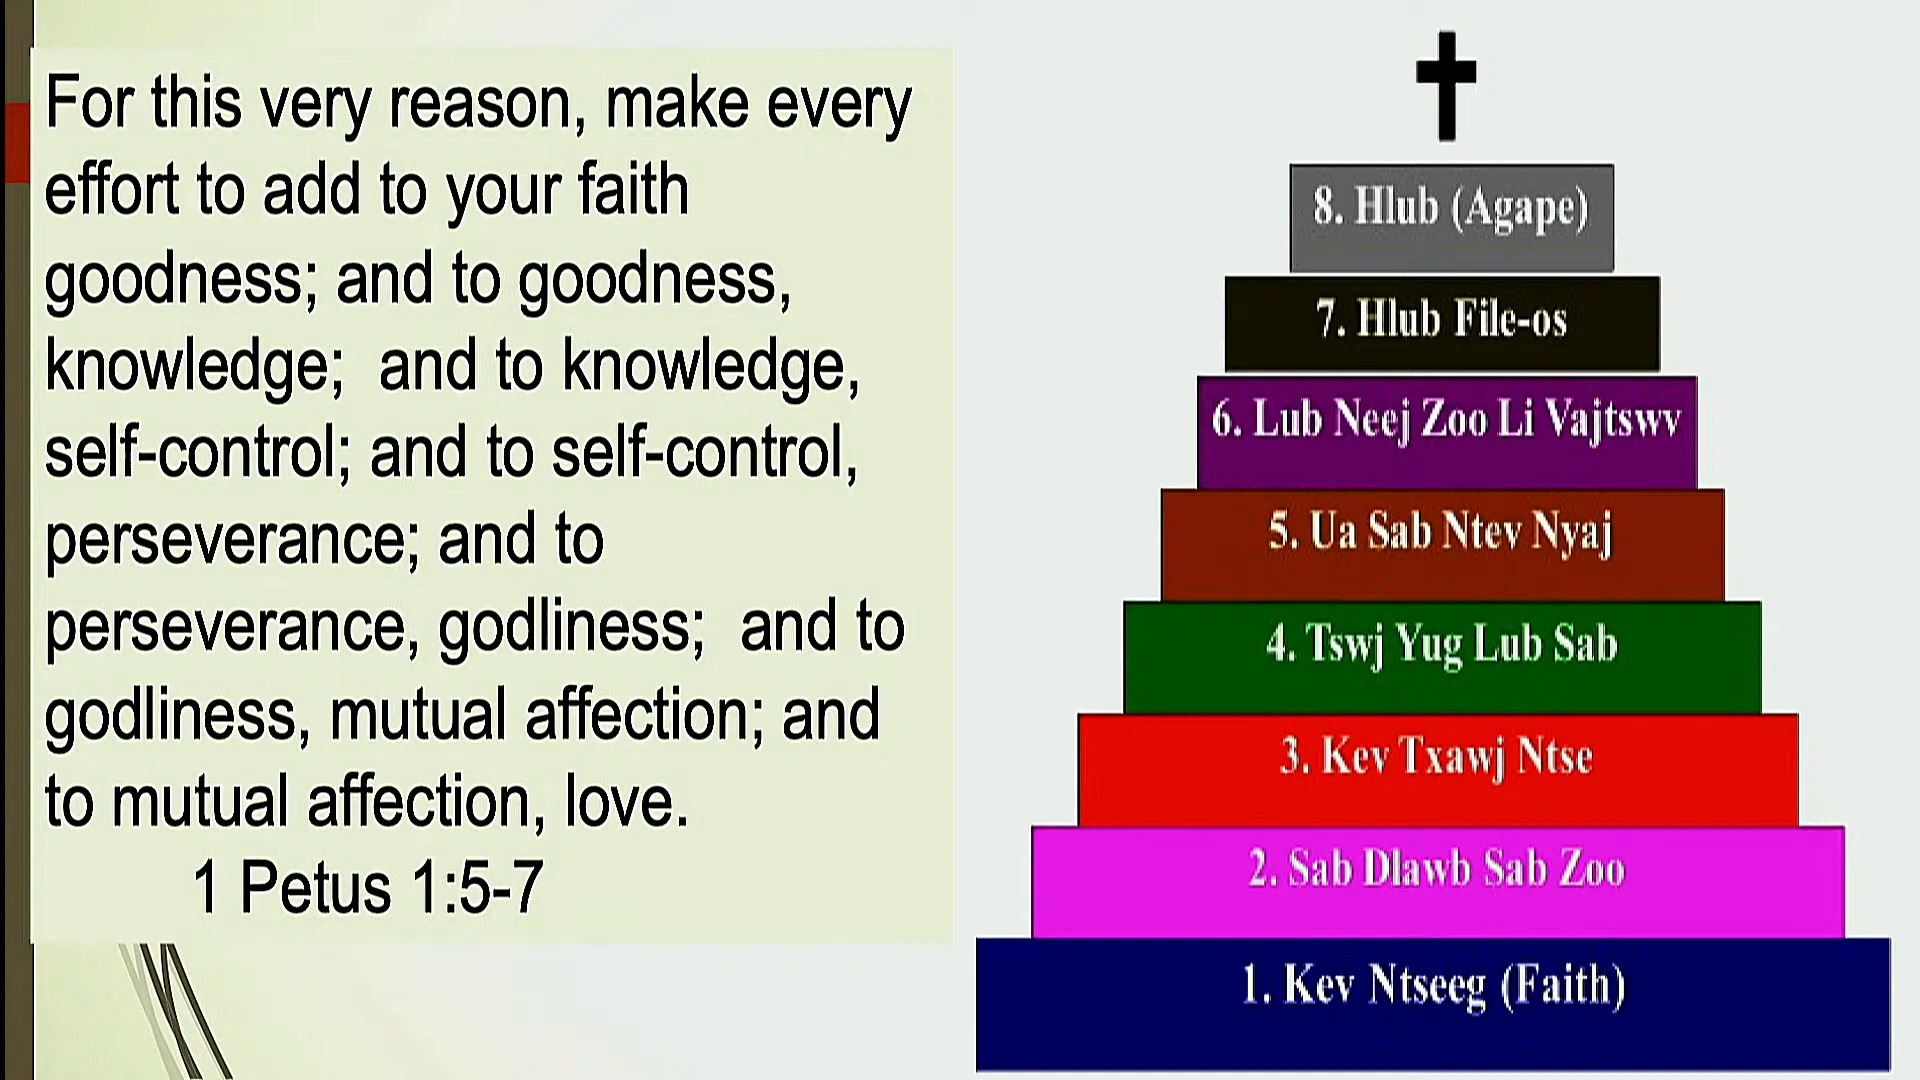 For this very reason, make every
effort to add to your faith
goodness; and to goodness,
knowledge;  and to knowledge,
self-control; and to self-control,
perseverance; and to
perseverance, godliness;  and to
godliness, mutual affection; and
to mutual affection, love.
1 Petus 1:5-7
8. Hlub (Agape)
7. Hlub File-os
6. Lub Neej Zoo Li Vajtswv
5. Ua Sab Ntev Nyaj
4. Tswj Yug Lub Sab
3. Kev Txawj Ntse
2. Sab Dlawb Sab Zoo
1. Kev Ntseeg (Faith)